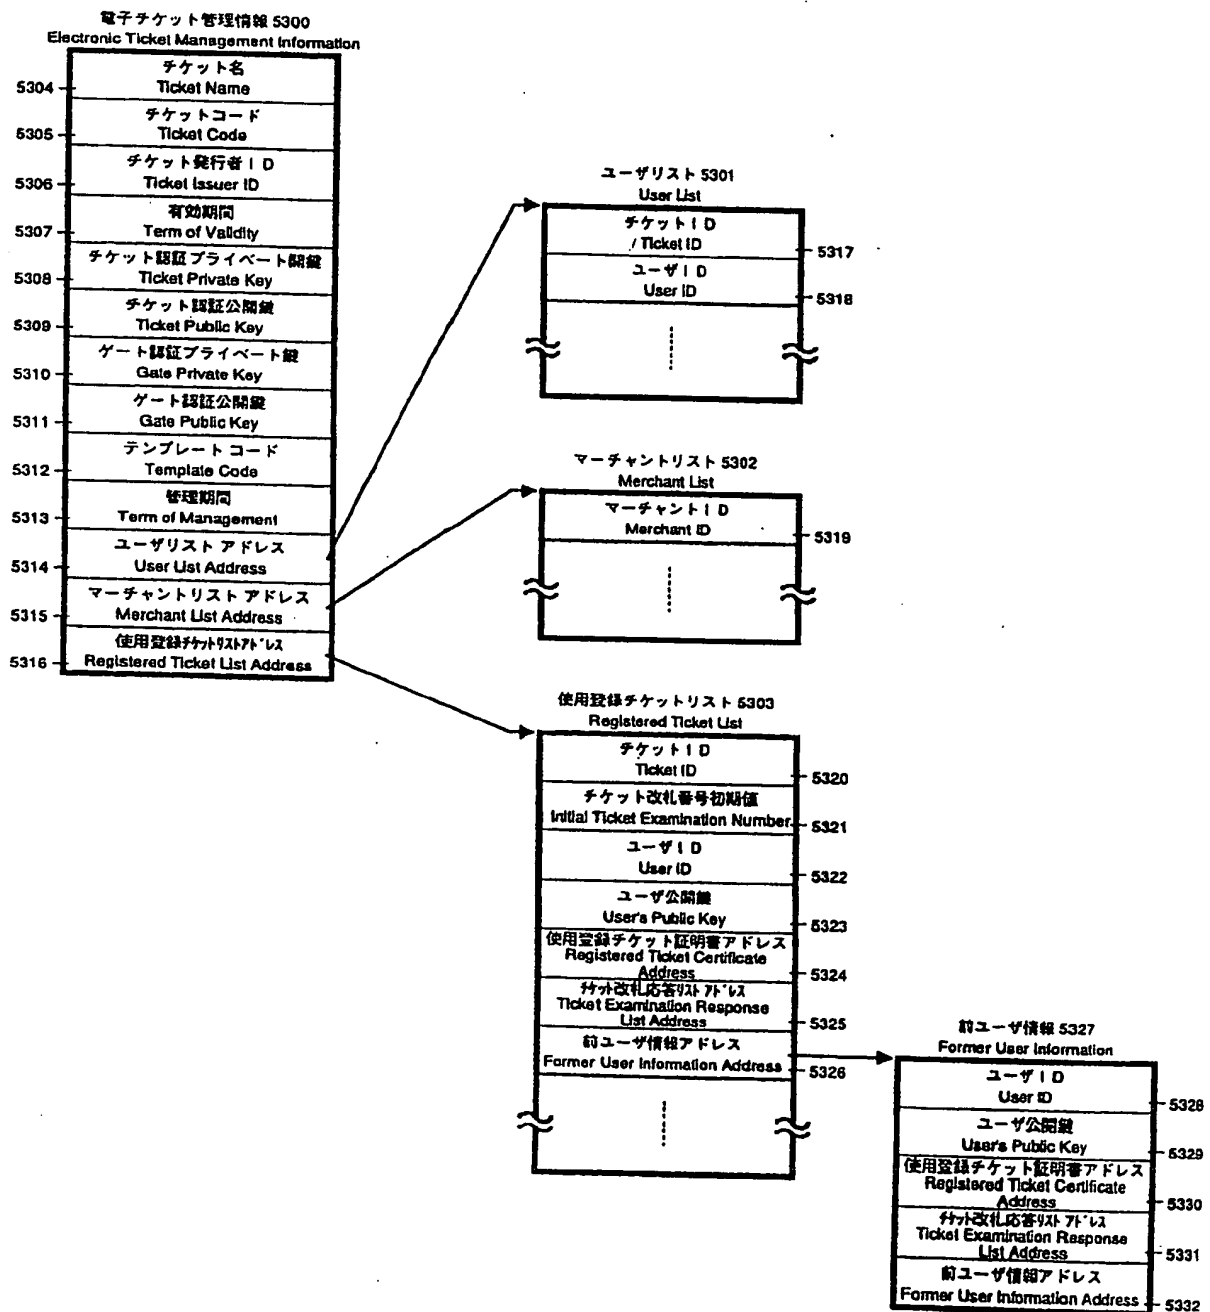 電子チケット管理情報 5300
Electronic Ticket Management Information
チケット名
Ticket Name
5304
チケットコード
Ticket Code
5305
チケット発行者ID
Ticket Issuer ID
5306
有効期間
Term of Validity
5307
チケット認証プライベート開鍵
Ticket Private Key
5308
チケット認証公開鍵
Ticket Public Key
5309
ゲート認証プライベート鍵
Gate Private Key
5310
ゲート認証公開鍵
Gate Public Key
5311
テンプレート コード
Template Code
5312
管理期間
Term of Management
5313
ユーザリスト アドレス
User List Address
5314
マーチャントリスト アドレス
Merchant List Address
5315
使用登録チケットリストアドレス
Registered Ticket List Address
5316
ユーザリスト 5301
User List
チケットID
/ Ticket ID
5317
ユーザID
User ID
5318
マーチャントリスト 5302
Merchant List
マーチャントID
Merchant ID
5319
使用登録チケットリスト 5303
Registered Ticket List
チケットID
Ticket ID
5320
チケット改札番号初期値
Initial Ticket Examination Number
5321
ユーザID
User ID
5322
ユーザ公開鍵
User's Public Key
5323
使用登録チケット証明書アドレス
Registered Ticket Certificate
Address
5324
チケット改札応答リスト アドレス
Ticket Examination Response
List Address
5325
前ユーザ情報アドレス
Former User Information Address
5326
前ユーザ情報 5327
Former User Information
ユーザID
User ID
5328
ユーザ公開鍵
User's Public Key
5329
使用登録チケット証明書アドレス
Registered Ticket Certificate
Address
5330
チケット改札応答リスト アドレス
Ticket Examination Response
List Address
5331
前ユーザ情報アドレス
Former User Information Address
5332